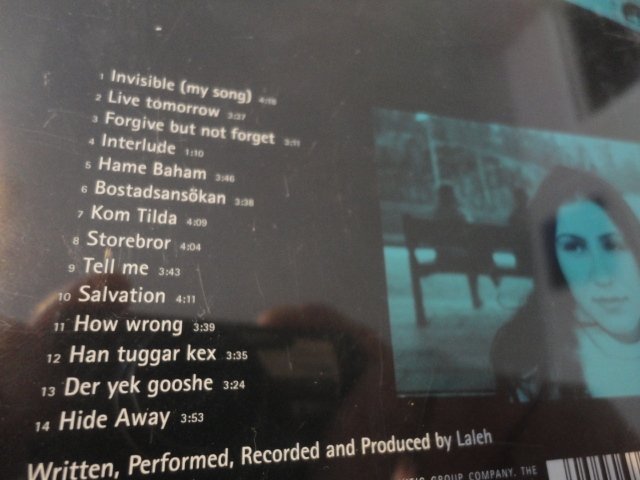 1 Invisible (my song) 4:18
2 Live tomorrow 3:37
3 Forgive but not forget 3:11
4 Interlude 1:10
5 Hame Baham 3:46
6 Bostadsansökan 3:38
7 Kom Tilda 4:09
8 Storebror 4:04
9 Tell me 3:43
10 Salvation 4:11
11 How wrong 3:39
12 Han tuggar kex 3:35
13 Der yek gooshe 3:24
14 Hide Away 3:53
Written, Performed, Recorded and Produced by Laleh
GROUP COMPANY. THE